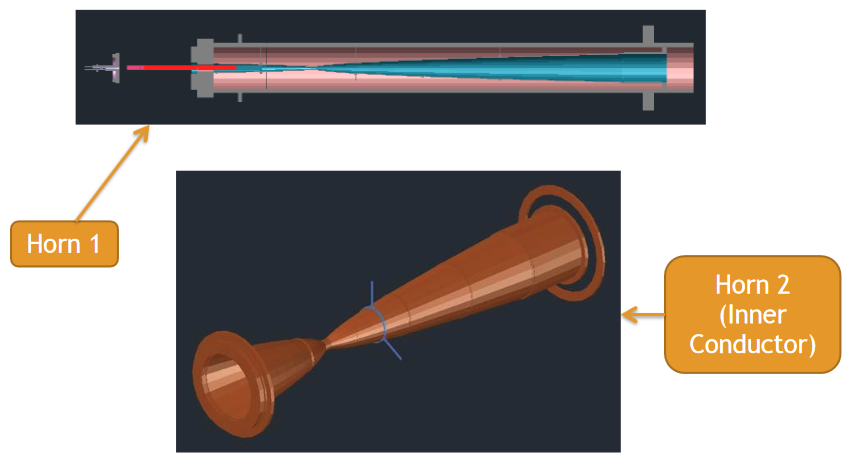 Horn 1
Horn 2
(Inner
Conductor)